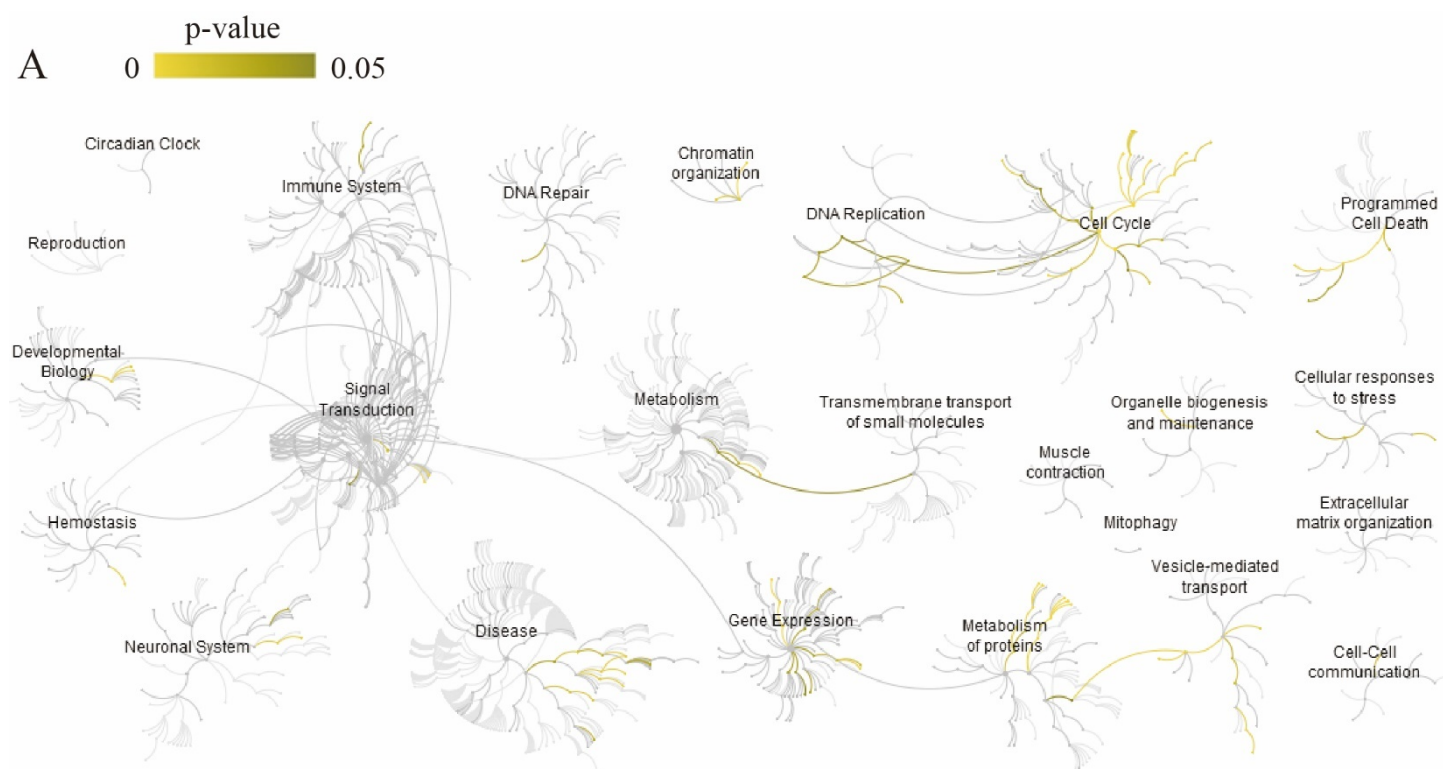 p-value
A
0
0.05
Circadian Clock
Immune System
DNA Repair
Chromatin
organization
DNA Replication
Cell Cycle
Programmed
Cell Death
Reproduction
Developmental
Biology
Signal
Transduction
Metabolism
Transmembrane transport
of small molecules
Organelle biogenesis
and maintenance
Cellular responses
to stress
Muscle
contraction
Hemostasis
Mitophagy
Extracellular
matrix organization
Vesicle-mediated
transport
Neuronal System
Disease
Gene Expression
Metabolism
of proteins
Cell-Cell
communication